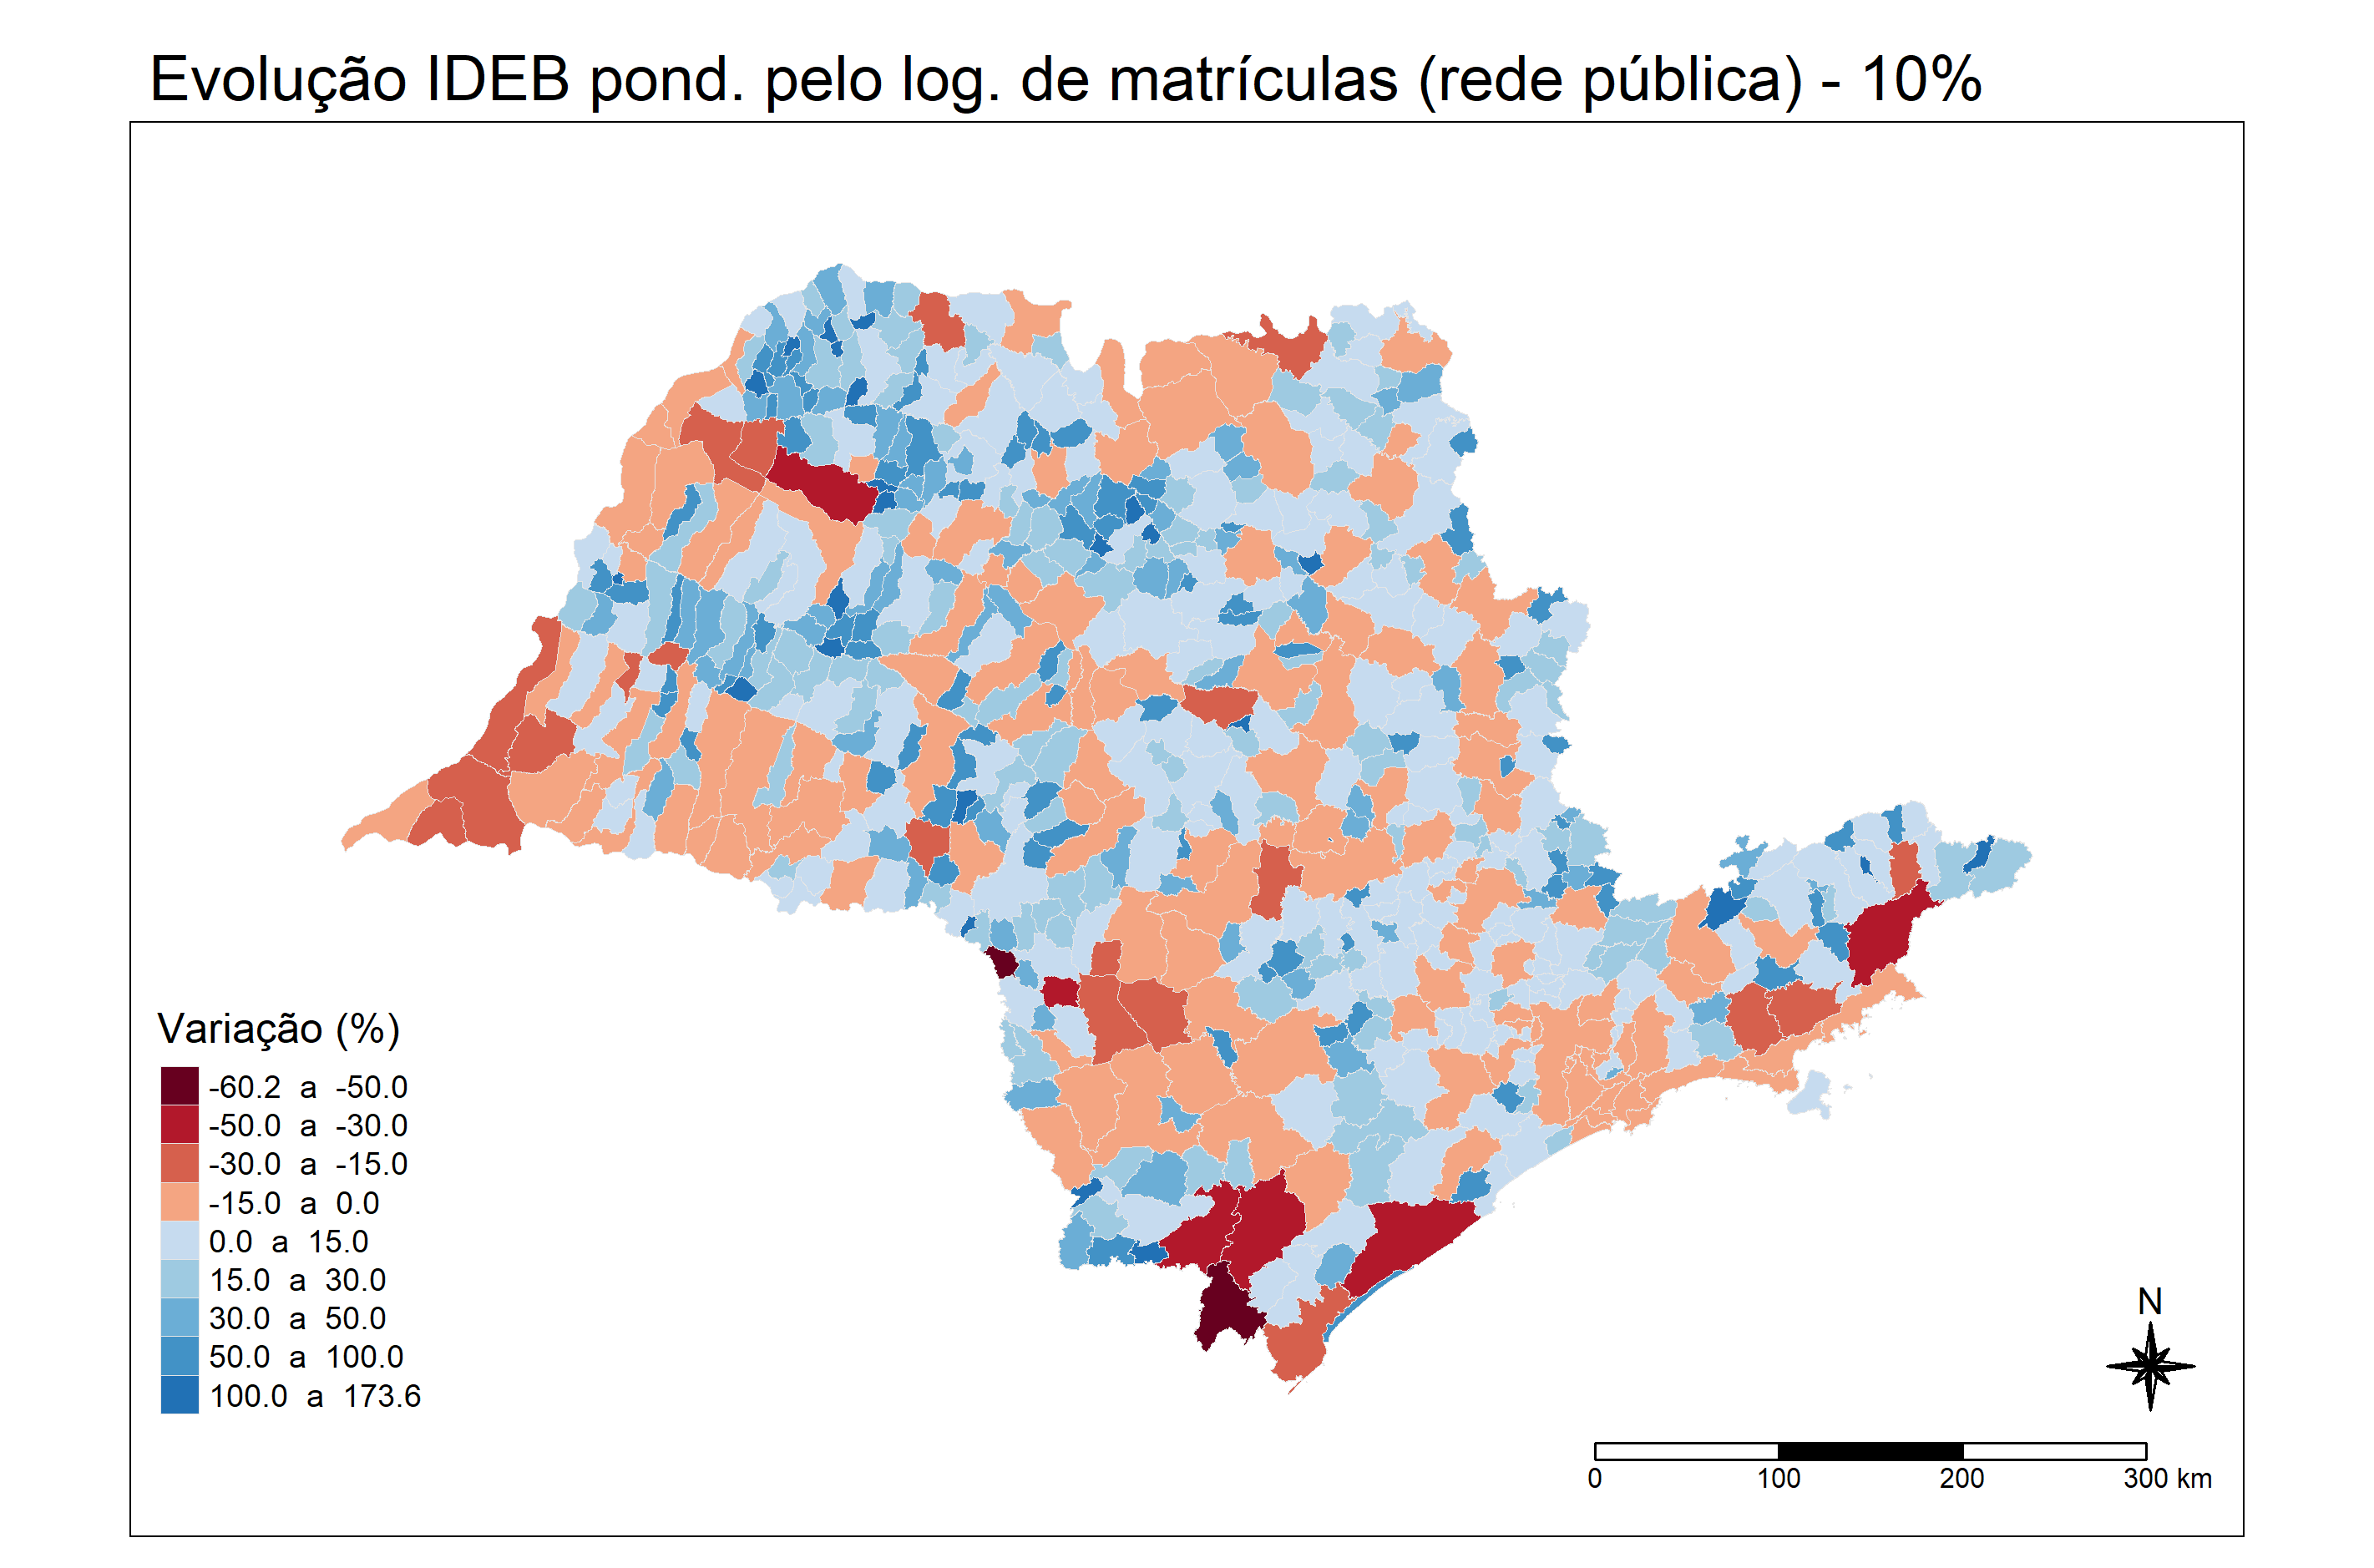 Evolução IDEB pond. pelo log. de matrículas (rede pública) - 10%
Variação (%)
-60.2 a -50.0
-50.0 a -30.0
-30.0 a -15.0
-15.0 a 0.0
0.0 a 15.0
15.0 a 30.0
30.0 a 50.0
50.0 a 100.0
100.0 a 173.6
N
0 100 200 300 km